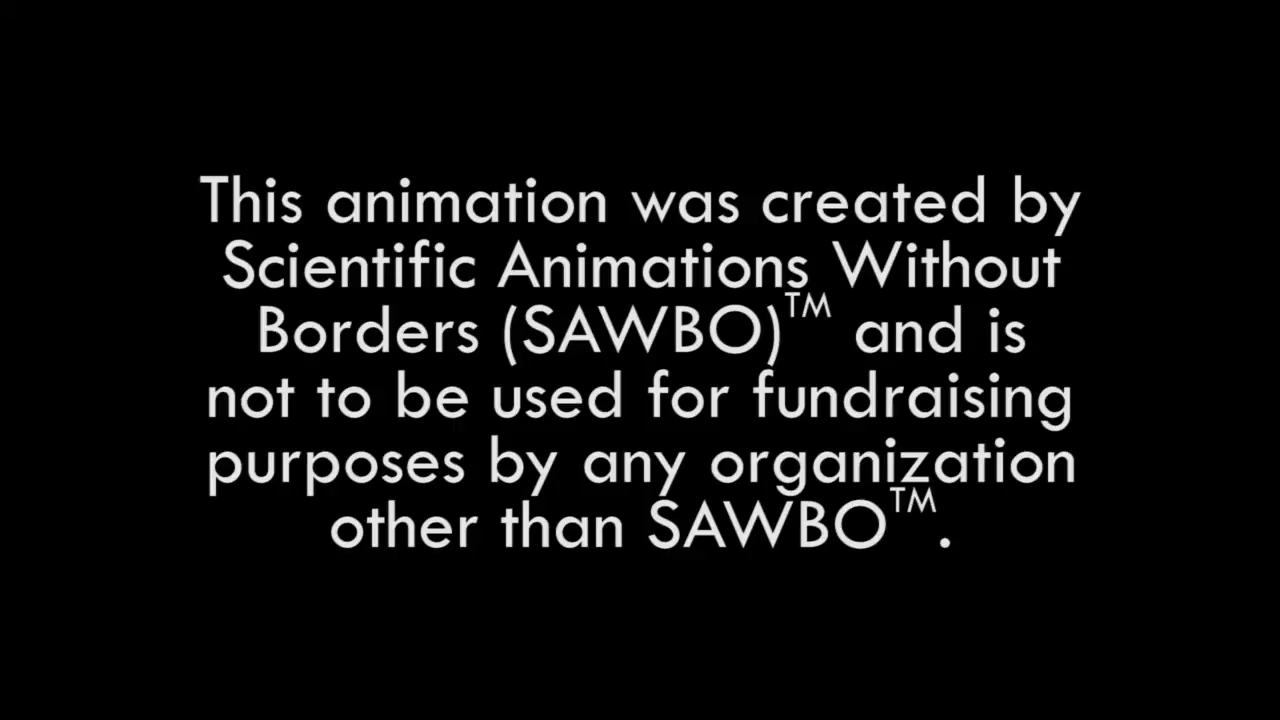 This animation was created by
Scientific Animations Without
Borders (SAWBO)™ and is
not to be used for fundraising
purposes by any organization
other than SAWBO™.